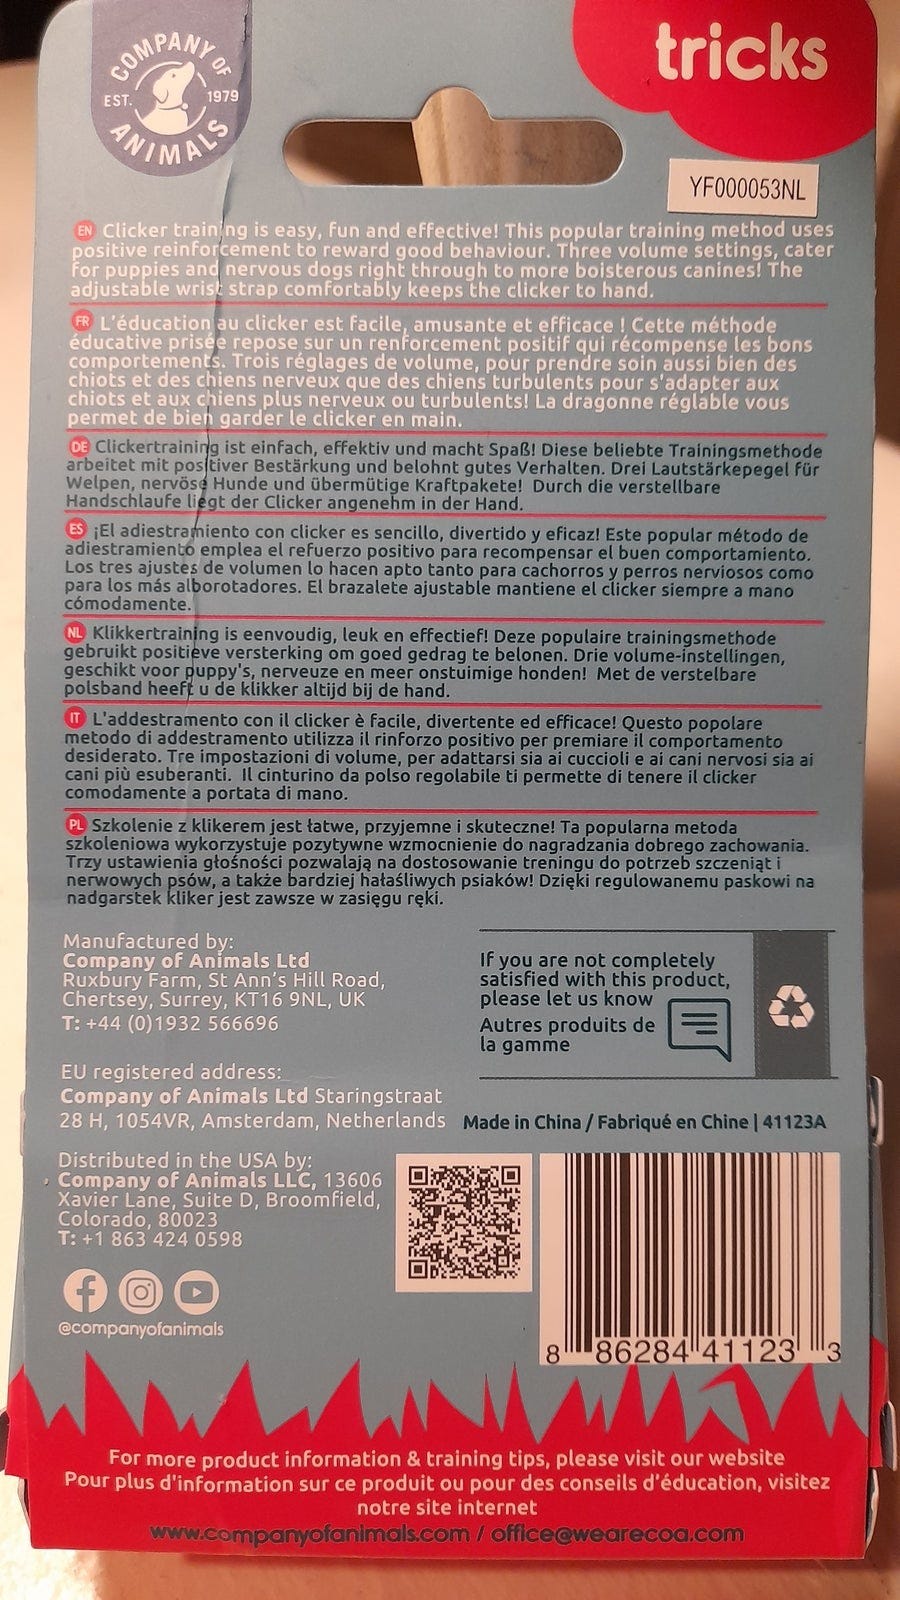 COMPANY OF
EST. 1979
ANIMALS
tricks
YF000053NL
EN Clicker training is easy, fun and effective! This popular training method uses
positive reinforcement to reward good behaviour. Three volume settings, cater
for puppies and nervous dogs right through to more boisterous canines! The
adjustable wrist strap comfortably keeps the clicker to hand.
FR L'éducation au clicker est facile, amusante et efficace ! Cette méthode
éducative prisée repose sur un renforcement positif qui récompense les bons
comportements. Trois réglages de volume, pour prendre soin aussi bien des
chiots et des chiens nerveux que des chiens turbulents pour s'adapter aux
chiots et aux chiens plus nerveux ou turbulents! La dragonne réglable vous
permet de bien garder le clicker en main.
DE Clickertraining ist einfach, effektiv und macht Spaß! Diese beliebte Trainingsmethode
arbeitet mit positiver Bestärkung und belohnt gutes Verhalten. Drei Lautstärkepegel für
Welpen, nervöse Hunde und übermütige Kraftpakete! Durch die verstellbare
Handschlaufe liegt der Clicker angenehm in der Hand.
ES ¡El adiestramiento con clicker es sencillo, divertido y eficaz! Este popular método de
adiestramiento emplea el refuerzo positivo para recompensar el buen comportamiento.
Los tres ajustes de volumen lo hacen apto tanto para cachorros y perros nerviosos como
para los más alborotadores. El brazalete ajustable mantiene el clicker siempre a mano
cómodamente.
NL Klikkertraining is eenvoudig, leuk en effectief! Deze populaire trainingsmethode
gebruikt positieve versterking om goed gedrag te belonen. Drie volume-instellingen,
geschikt voor puppy's, nerveuze en meer onstuimige honden! Met de verstelbare
polsband heeft u de klikker altijd bij de hand.
IT L'addestramento con il clicker è facile, divertente ed efficace! Questo popolare
metodo di addestramento utilizza il rinforzo positivo per premiare il comportamento
desiderato. Tre impostazioni di volume, per adattarsi sia ai cuccioli e ai cani nervosi sia ai
cani più esuberanti. Il cinturino da polso regolabile ti permette di tenere il clicker
comodamente a portata di mano.
PL Szkolenie z klikerem jest łatwe, przyjemne i skuteczne! Ta popularna metoda
szkoleniowa wykorzystuje pozytywne wzmocnienie do nagradzania dobrego zachowania.
Trzy ustawienia głośności pozwalają na dostosowanie treningu do potrzeb szczeniąt i
nerwowych psów, a także bardziej hałaśliwych psiaków! Dzięki regulowanemu paskowi na
nadgarstek kliker jest zawsze w zasięgu ręki.
Manufactured by:
Company of Animals Ltd
Ruxbury Farm, St Ann's Hill Road,
Chertsey, Surrey, KT16 9NL, UK
T: +44 (0)1932 566696
If you are not completely
satisfied with this product,
please let us know
Autres produits de
la gamme
EU registered address:
Company of Animals Ltd Staringstraat
28 H, 1054VR, Amsterdam, Netherlands
Made in China / Fabriqué en Chine | 41123A
Distributed in the USA by:
Company of Animals LLC, 13606
Xavier Lane, Suite D, Broomfield,
Colorado, 80023
T: +1 863 424 0598
@companyofanimals
8 86284 41123 3
For more product information & training tips, please visit our website
Pour plus d'information sur ce produit ou pour des conseils d'éducation, visitez
notre site internet
www.companyofanimals.com / office@wearecoa.com